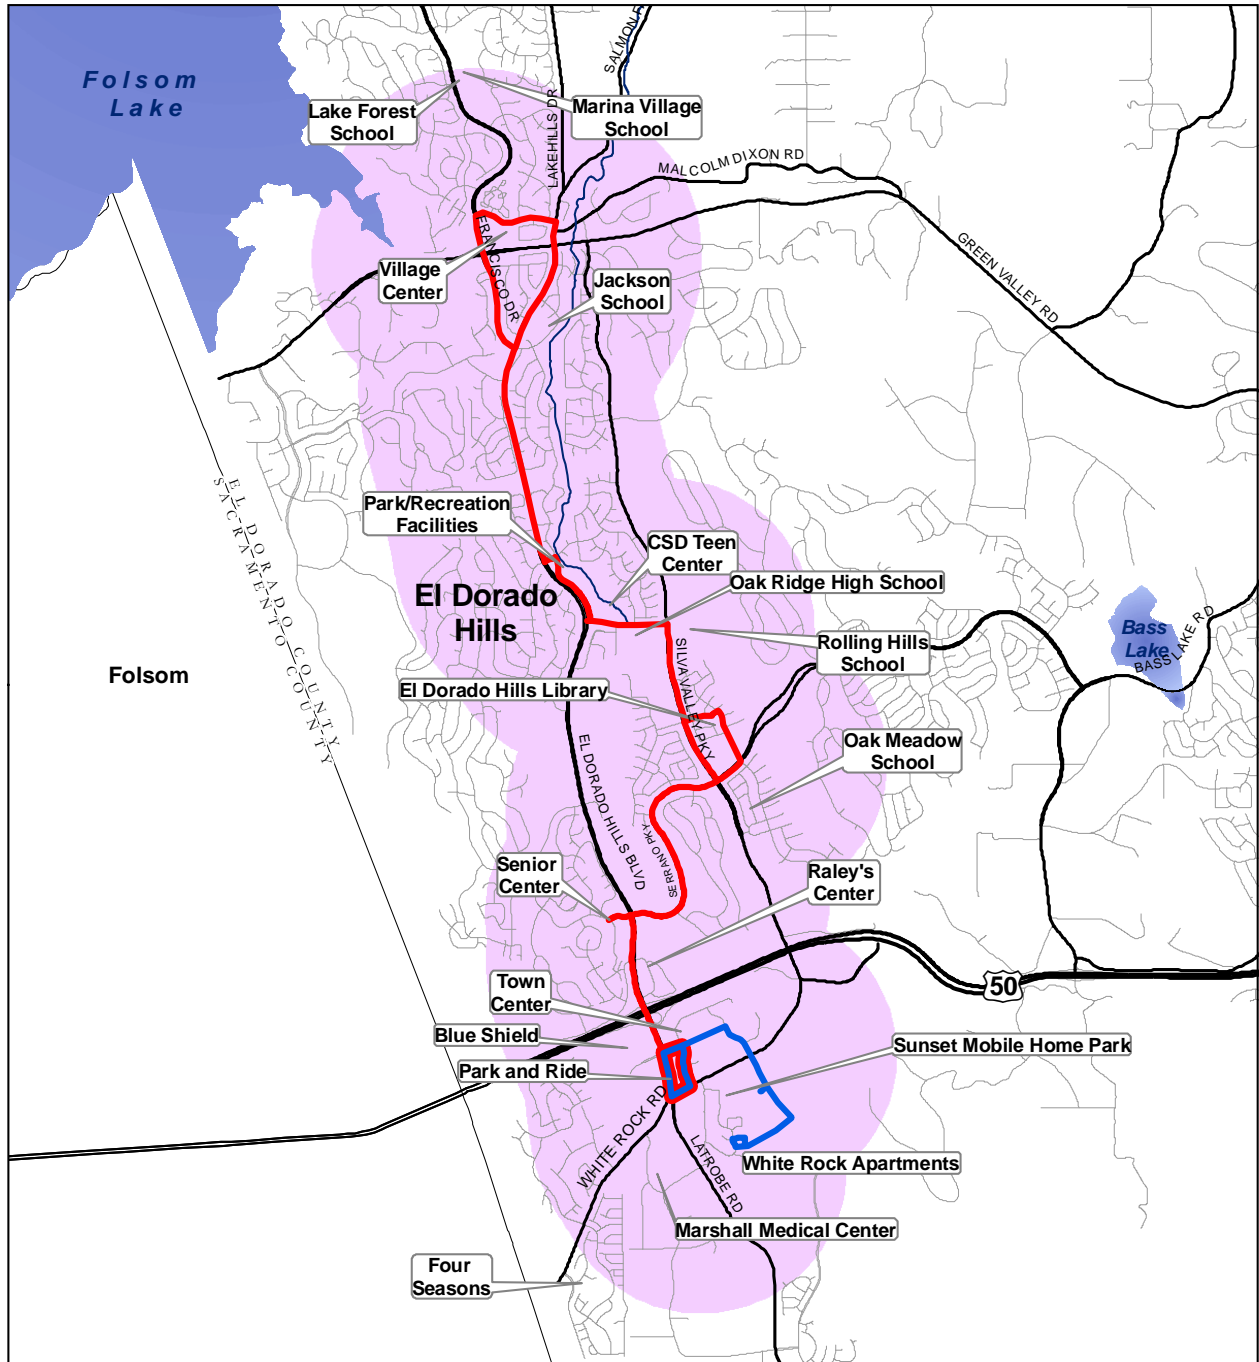 Folsom
Lake
Lake Forest
School
Marina Village
School
SALMON F
LAKEHILLS DR
MALCOLM DIXON RD
FRANCISCO DR
GREEN VALLEY RD
Village
Center
Jackson
School
EL DORADO COUNTY
SACRAMENTO COUNTY
Park/Recreation
Facilities
CSD Teen
Center
Oak Ridge High School
El Dorado
Hills
Rolling Hills
School
Bass
Lake
BASS LAKE RD
Folsom
SILVA VALLEY PKY
El Dorado Hills Library
Oak Meadow
School
EL DORADO HILLS BLVD
SERRANO PKY
Senior
Center
Raley's
Center
50
Town
Center
Blue Shield
Sunset Mobile Home Park
Park and Ride
WHITE ROCK RD
LATROBE RD
White Rock Apartments
Marshall Medical Center
Four
Seasons